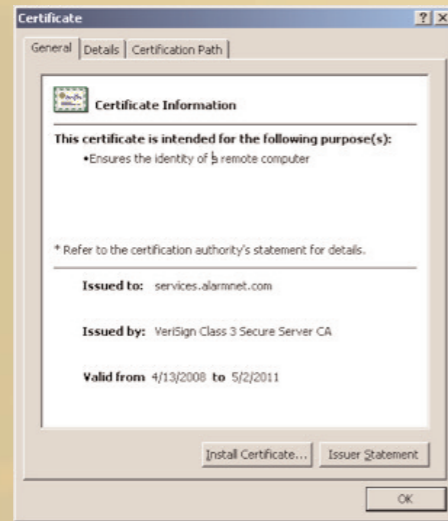 Certificate
General Details Certification Path
Certificate Information
This certificate is intended for the following purpose(s):
•Ensures the identity of a remote computer
* Refer to the certification authority's statement for details.
Issued to: services.alarmnet.com
Issued by: VeriSign Class 3 Secure Server CA
Valid from 4/13/2008 to 5/2/2011
Install Certificate... Issuer Statement
OK